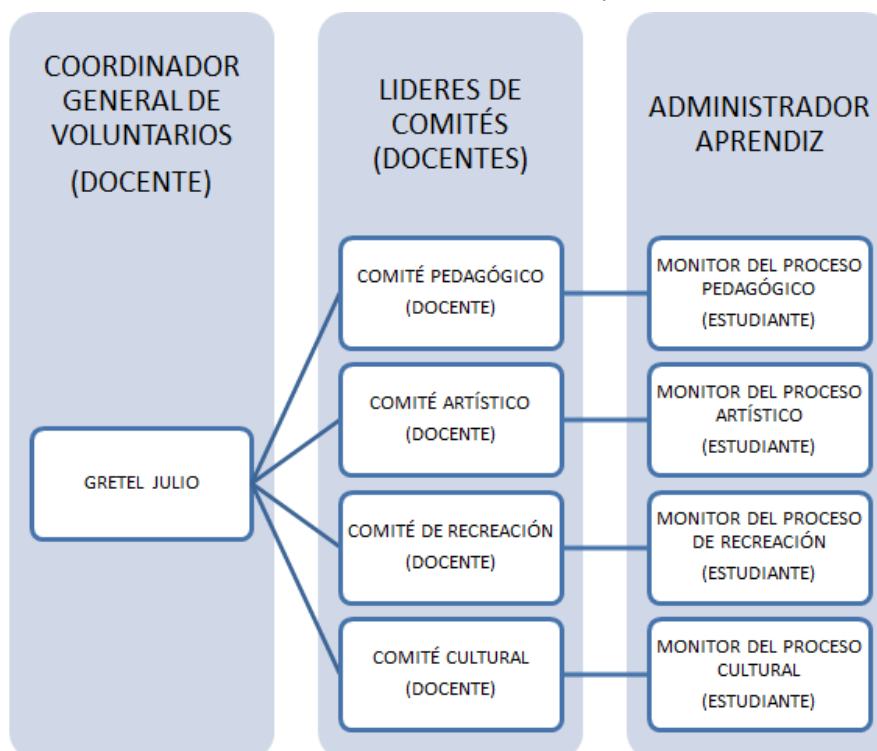 COORDINADOR
GENERAL DE
VOLUNTARIOS
(DOCENTE)
GRETEL JULIO
LIDERES DE
COMITÉS
(DOCENTES)
COMITÉ PEDAGÓGICO
(DOCENTE)
COMITÉ ARTÍSTICO
(DOCENTE)
COMITÉ DE RECREACIÓN
(DOCENTE)
COMITÉ CULTURAL
(DOCENTE)
ADMINISTRADOR
APRENDIZ
MONITOR DEL PROCESO
PEDAGÓGICO
(ESTUDIANTE)
MONITOR DEL PROCESO
ARTÍSTICO
(ESTUDIANTE)
MONITOR DEL PROCESO
DE RECREACIÓN
(ESTUDIANTE)
MONITOR DEL PROCESO
CULTURAL
(ESTUDIANTE)